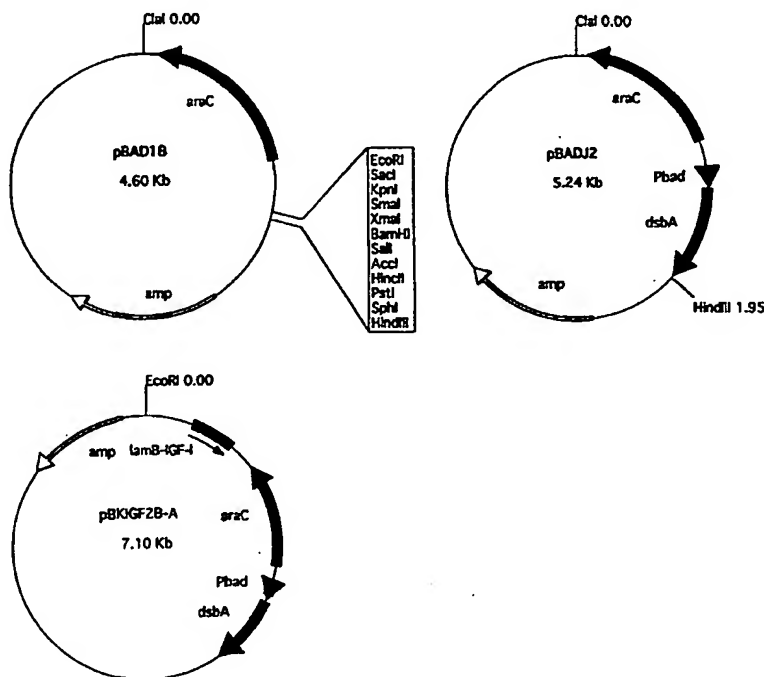 ClaI 0.00
araC
pBAD1B
4.60 Kb
amp
EcoRI
SacI
KpnI
SmaI
XmaI
BamHI
SalI
AccI
HincII
PstI
SphI
HindIII
ClaI 0.00
araC
pBADJ2
5.24 Kb
Pbad
dsbA
amp
HindIII 1.95
EcoRI 0.00
amp
lamB-IGF-I
araC
pBKIGF2B-A
7.10 Kb
Pbad
dsbA